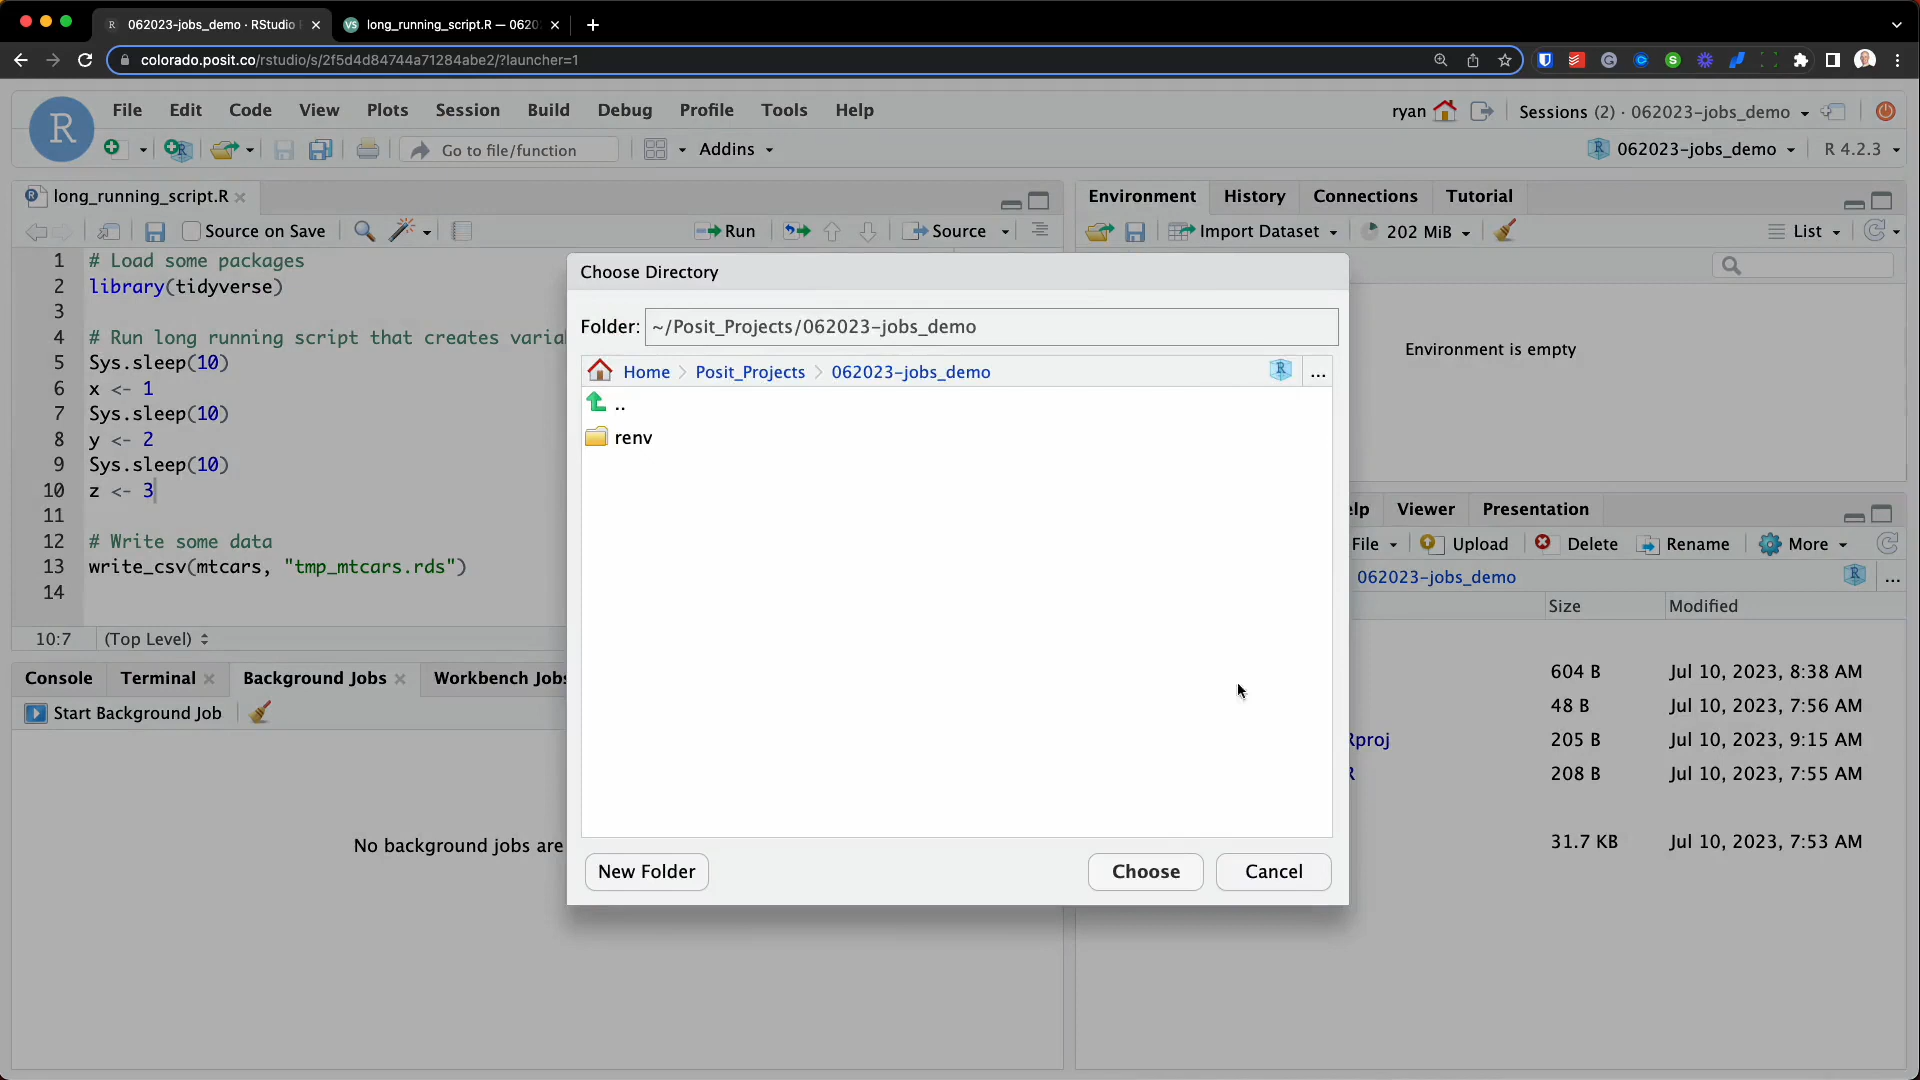 062023-jobs_demo · RStudio
long_running_script.R — 0620
colorado.posit.co/rstudio/s/2f5d4d84744a71284abe2/?launcher=1
R
File Edit Code View Plots Session Build Debug Profile Tools Help
ryan
Sessions (2) · 062023-jobs_demo
Go to file/function
Addins
062023-jobs_demo
R 4.2.3
long_running_script.R
Source on Save
Run
Source
1 # Load some packages
2 library(tidyverse)
3
4 # Run long running script that creates varia
5 Sys.sleep(10)
6 x <- 1
7 Sys.sleep(10)
8 y <- 2
9 Sys.sleep(10)
10 z <- 3
11
12 # Write some data
13 write_csv(mtcars, "tmp_mtcars.rds")
14
10:7 (Top Level)
Console Terminal Background Jobs Workbench Jobs
Start Background Job
No background jobs are
Choose Directory
Folder: ~/Posit_Projects/062023-jobs_demo
Home Posit_Projects 062023-jobs_demo
...
..
renv
New Folder Choose Cancel
Environment History Connections Tutorial
Import Dataset 202 MiB List
Environment is empty
elp Viewer Presentation
File Upload Delete Rename More
062023-jobs_demo
...
Size Modified
604 B Jul 10, 2023, 8:38 AM
48 B Jul 10, 2023, 7:56 AM
Rproj 205 B Jul 10, 2023, 9:15 AM
R 208 B Jul 10, 2023, 7:55 AM
31.7 KB Jul 10, 2023, 7:53 AM